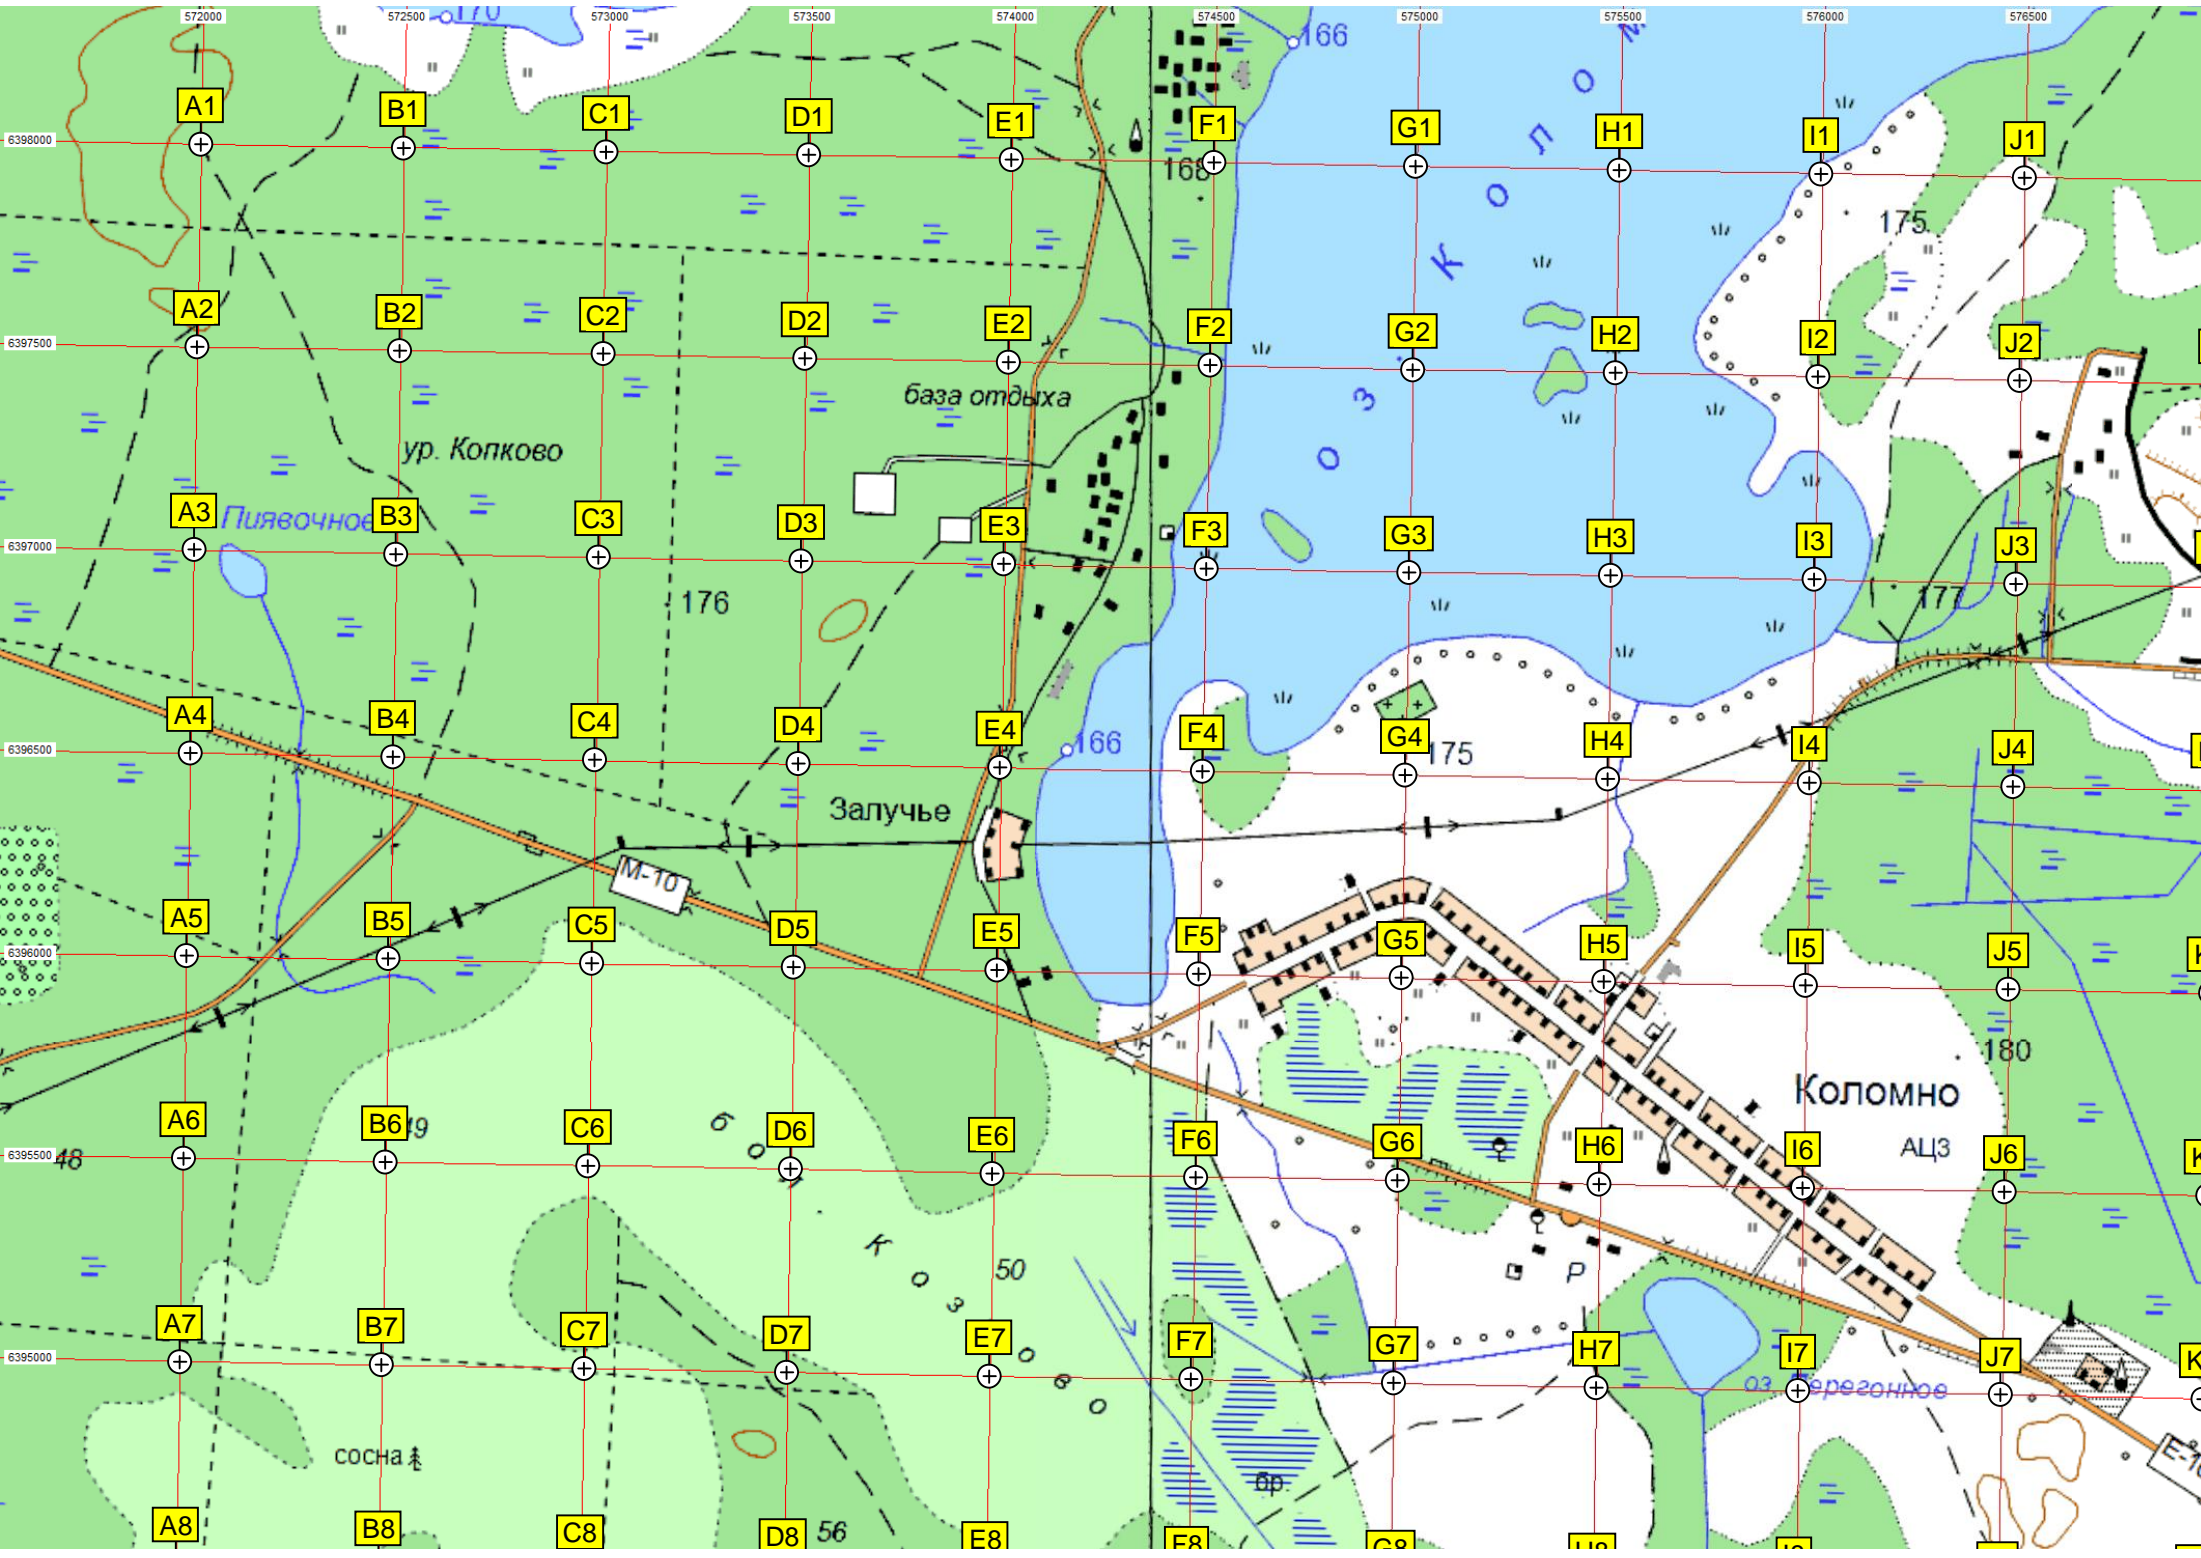 572000 572500 573000 573500 574000 574500 575000 575500 576000 576500
170
166
М
О
Л
О
К
З
О
A1 B1 C1 D1 E1 F1 G1 H1 I1 J1
6398000
168
175
A2 B2 C2 D2 E2 F2 G2 H2 I2 J2
6397500
база отдыха
ур. Копково
A3 B3 C3 D3 E3 F3 G3 H3 I3 J3
Пиявочное
6397000
176
177
A4 B4 C4 D4 E4 F4 G4 H4 I4 J4
6396500
166
175
Залучье
М-10
A5 B5 C5 D5 E5 F5 G5 H5 I5 J5
6396000
180
Коломно
АЦЗ
A6 B6 C6 D6 E6 F6 G6 H6 I6 J6
6395500
48
49
б о л
К о з л о в о
50
Р
A7 B7 C7 D7 E7 F7 G7 H7 I7 J7
6395000
сосна
бр.
56
A8 B8 C8 D8 E8 F8 G8 H8